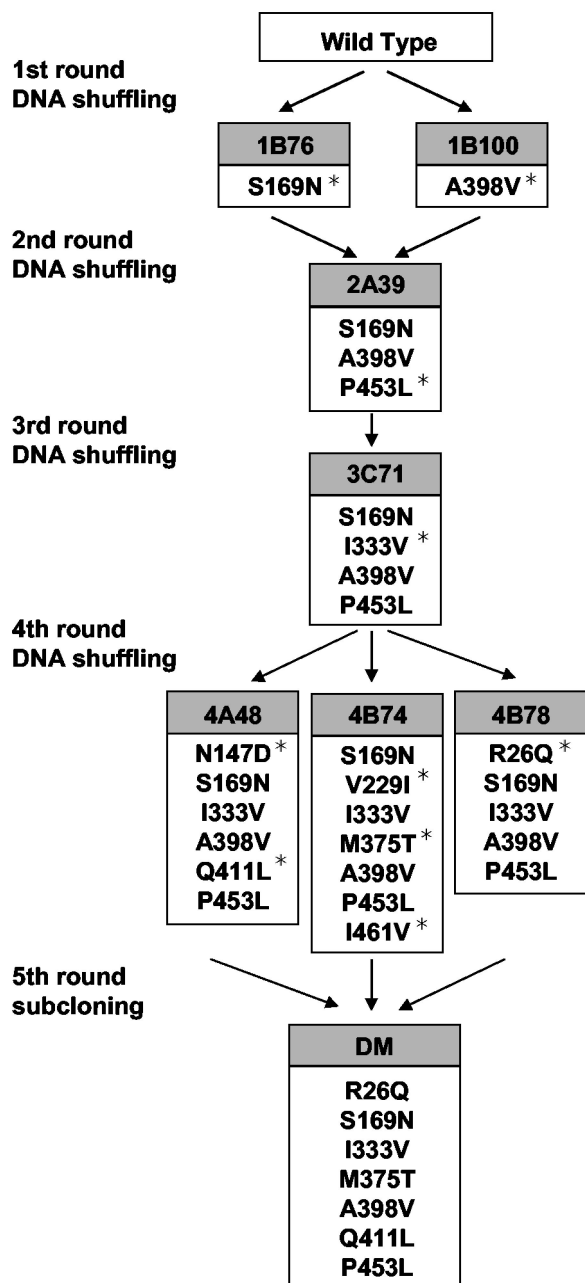 Wild Type
1st round
DNA shuffling
1B76
S169N *
1B100
A398V *
2nd round
DNA shuffling
2A39
S169N
A398V
P453L *
3rd round
DNA shuffling
3C71
S169N
I333V *
A398V
P453L
4th round
DNA shuffling
4A48
N147D *
S169N
I333V
A398V
Q411L *
P453L
4B74
S169N
V229I *
I333V
M375T *
A398V
P453L
I461V *
4B78
R26Q *
S169N
I333V
A398V
P453L
5th round
subcloning
DM
R26Q
S169N
I333V
M375T
A398V
Q411L
P453L